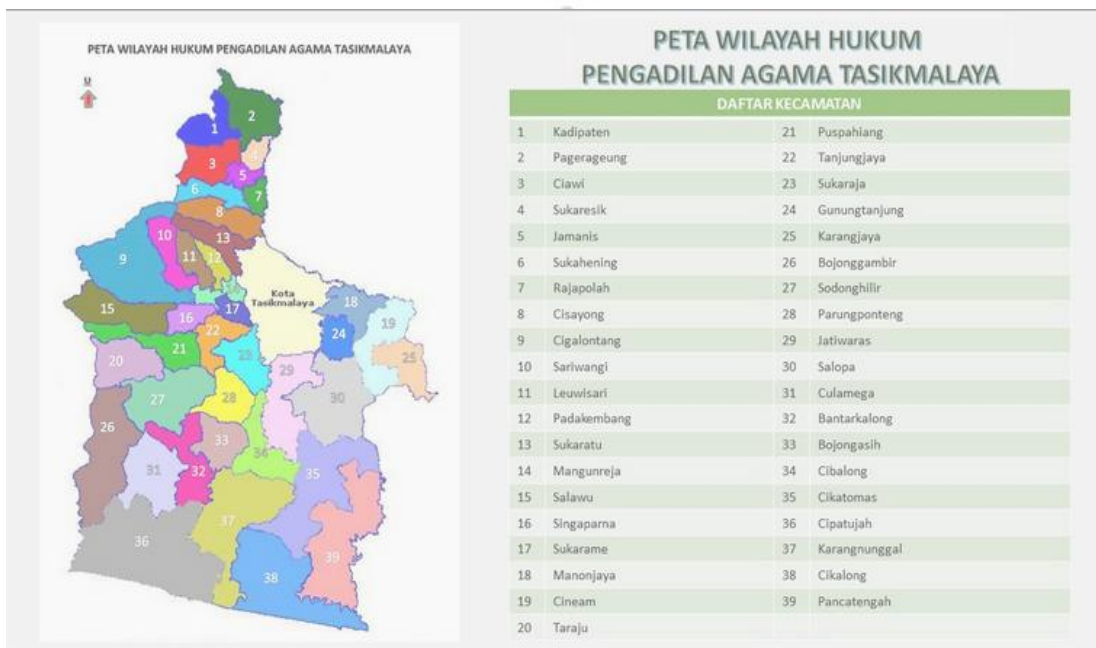 PETA WILAYAH HUKUM PENGADILAN AGAMA TASIKMALAYA
U
1
2
3
4
5
6
7
8
13
10
11
12
9
Kota
Tasikmalaya
15
17
18
19
16
22
24
21
23
20
29
25
27
28
30
26
33
31
32
34
35
37
36
38
39
PETA WILAYAH HUKUM
PENGADILAN AGAMA TASIKMALAYA
DAFTAR KECAMATAN
1 Kadipaten 21 Puspahiang
2 Pagerageung 22 Tanjungjaya
3 Ciawi 23 Sukaraja
4 Sukaresik 24 Gunungtanjung
5 Jamanis 25 Karangjaya
6 Sukahening 26 Bojonggambir
7 Rajapolah 27 Sodonghilir
8 Cisayong 28 Parungponteng
9 Cigalontang 29 Jatiwaras
10 Sariwangi 30 Salopa
11 Leuwisari 31 Culamega
12 Padakembang 32 Bantarkalong
13 Sukaratu 33 Bojongasih
14 Mangunreja 34 Cibalong
15 Salawu 35 Cikatomas
16 Singaparna 36 Cipatujah
17 Sukarame 37 Karangnunggal
18 Manonjaya 38 Cikalong
19 Cineam 39 Pancatengah
20 Taraju